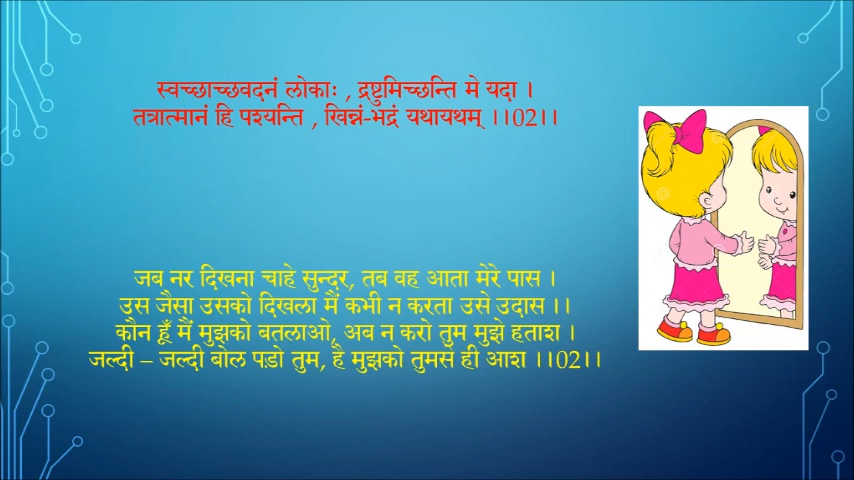 स्वच्छाच्छवदनं लोकाः , द्रष्टुमिच्छन्ति मे यदा ।
तत्रात्मानं हि पश्यन्ति , खिन्नं-भद्रं यथायथम् ।।02।।
जब नर दिखना चाहे सुन्दर, तब वह आता मेरे पास ।
उस जैसा उसको दिखला मैं कभी न करता उसे उदास ।।
कौन हूँ मैं मुझको बतलाओ, अब न करो तुम मुझे हताश ।
जल्दी – जल्दी बोल पड़ो तुम, है मुझको तुमसे ही आश ।।02।।